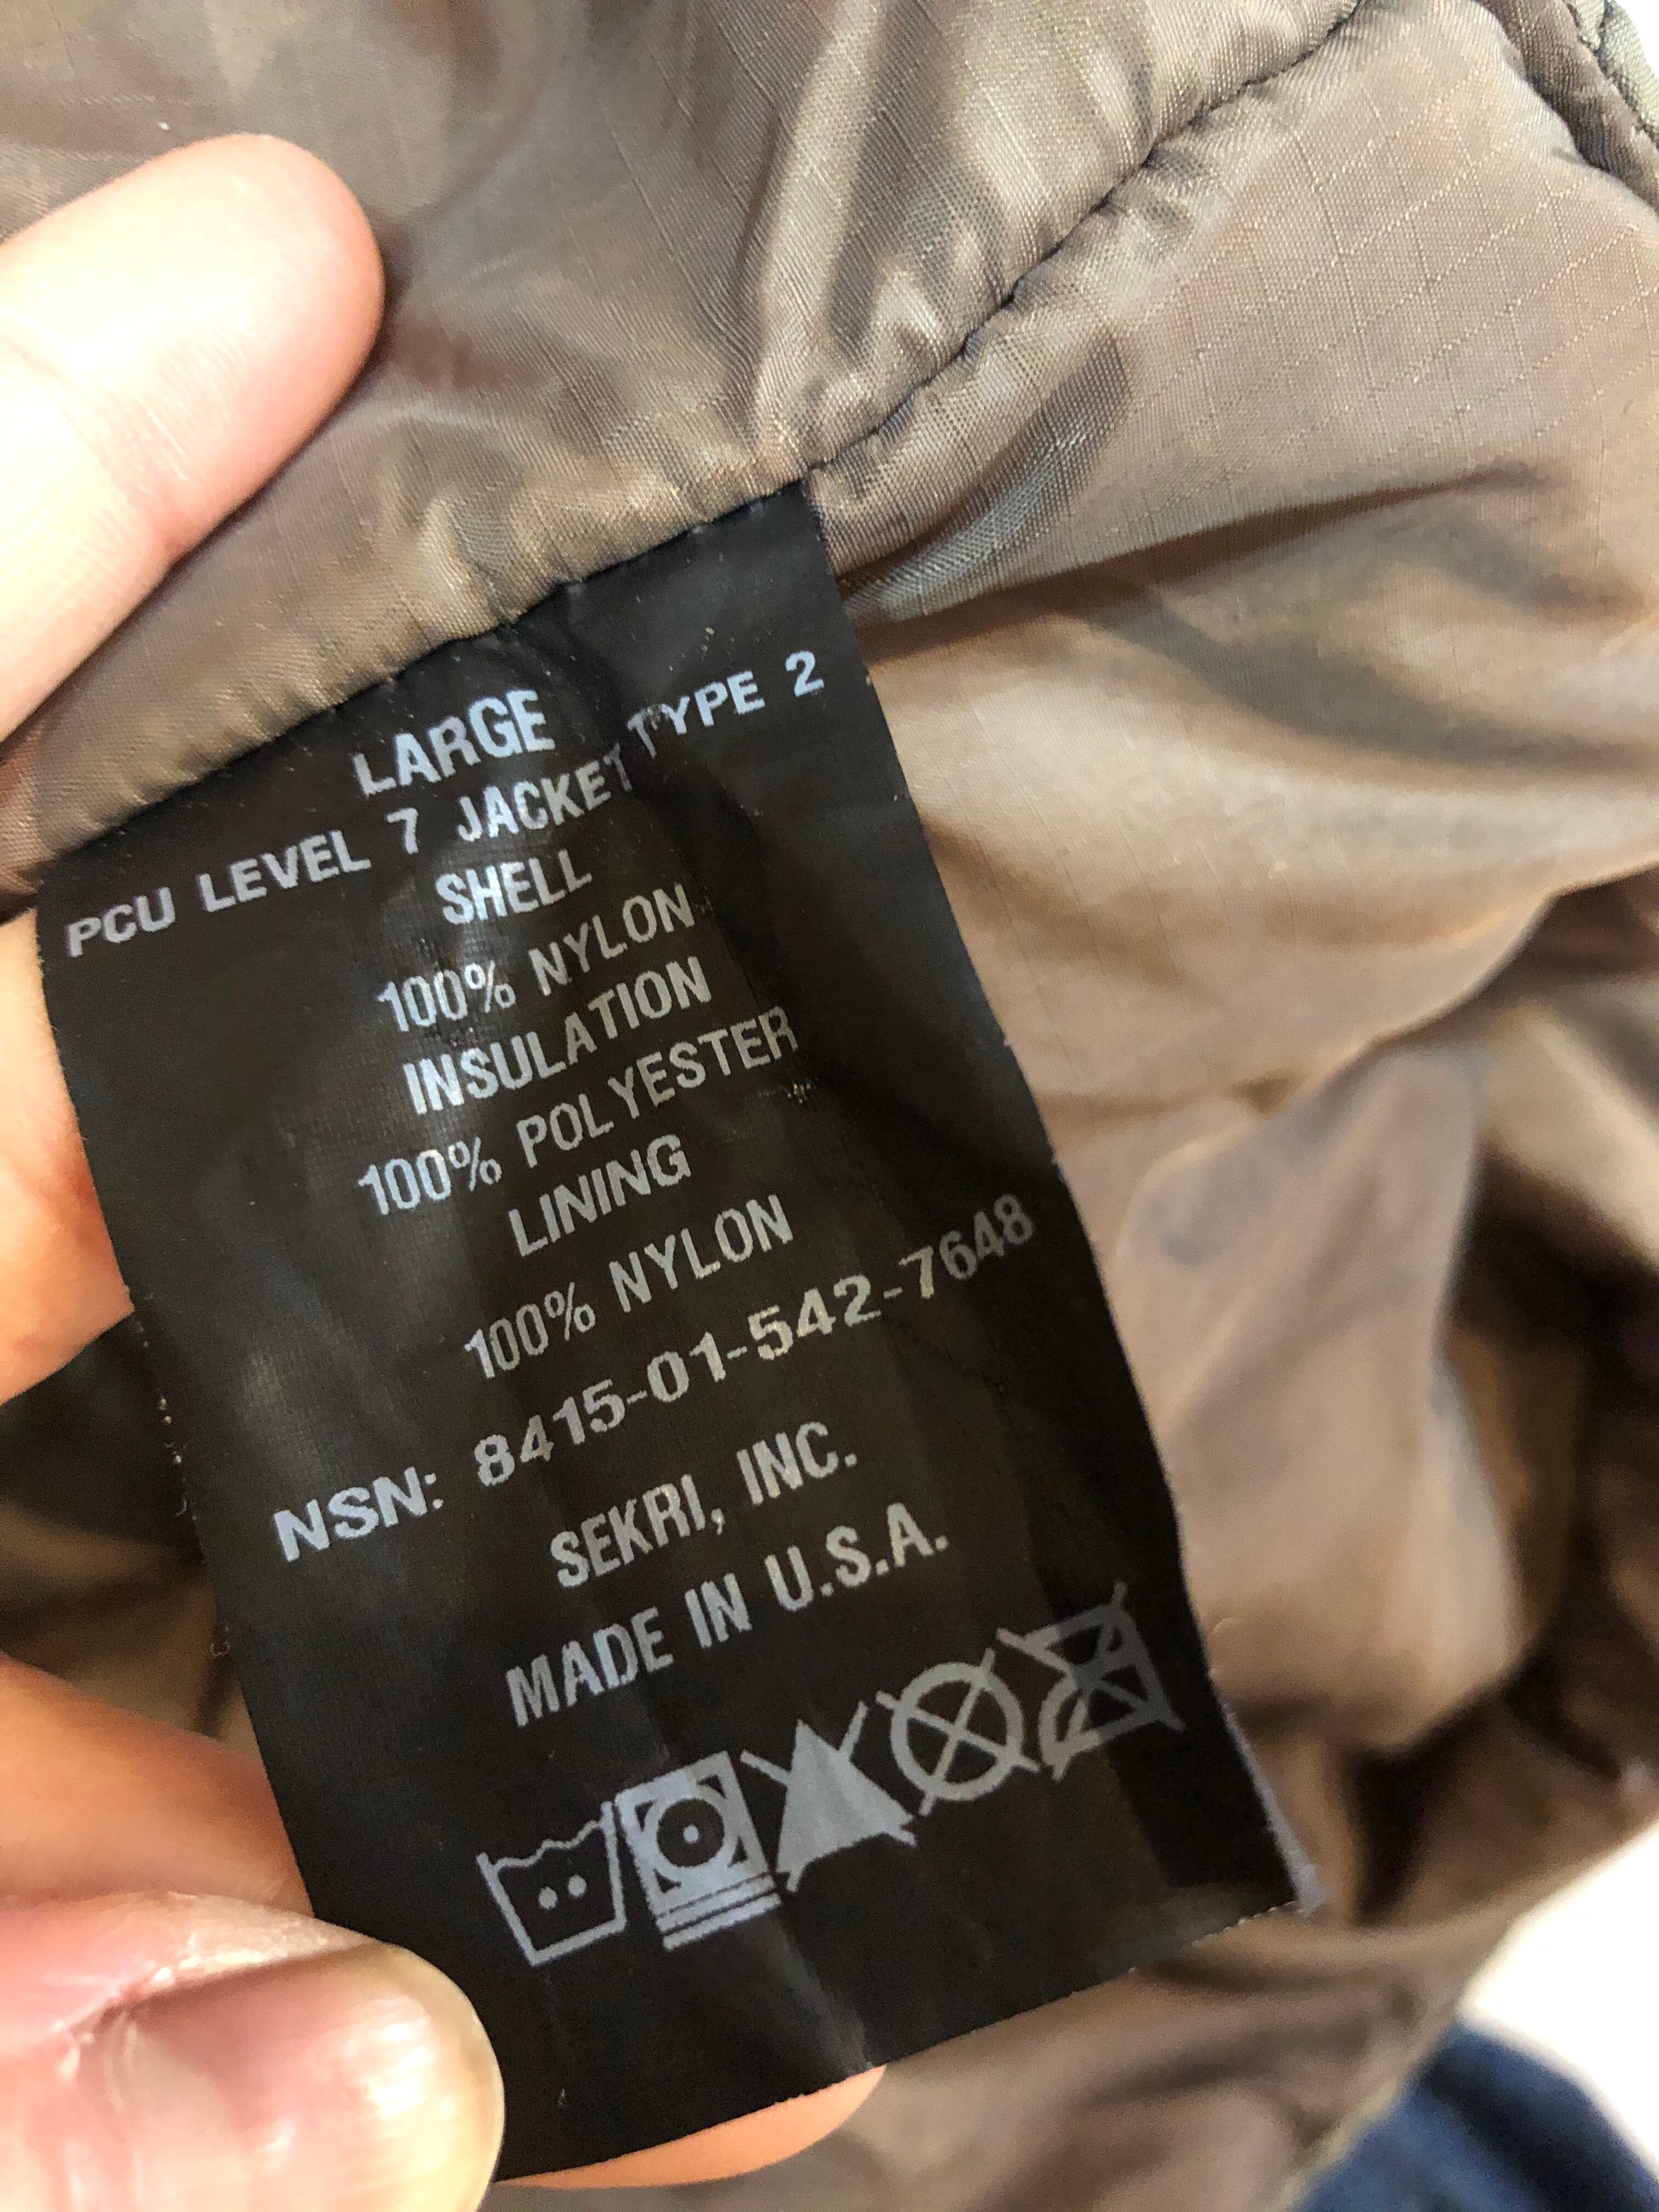 LARGE
PCU LEVEL 7 JACKET TYPE 2
SHELL
100% NYLON
INSULATION
100% POLYESTER
LINING
100% NYLON
NSN: 8415-01-542-7648
SEKRI, INC.
MADE IN U.S.A.